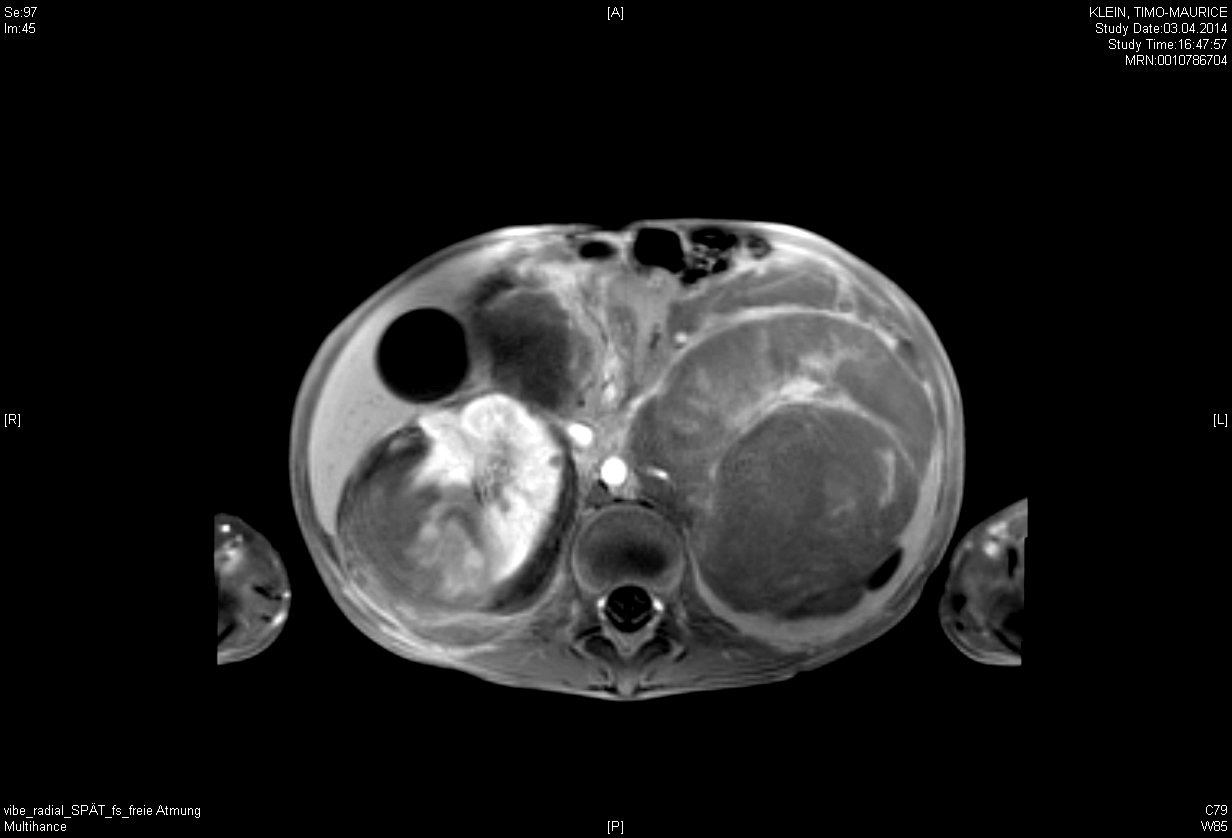 Se:97
Im:45
[A]
KLEIN, TIMO-MAURICE
Study Date:03.04.2014
Study Time:16:47:57
MRN:0010786704
[R]
[L]
vibe_radial_SPÄT_fs_freie Atmung
Multihance
[P]
C79
W85